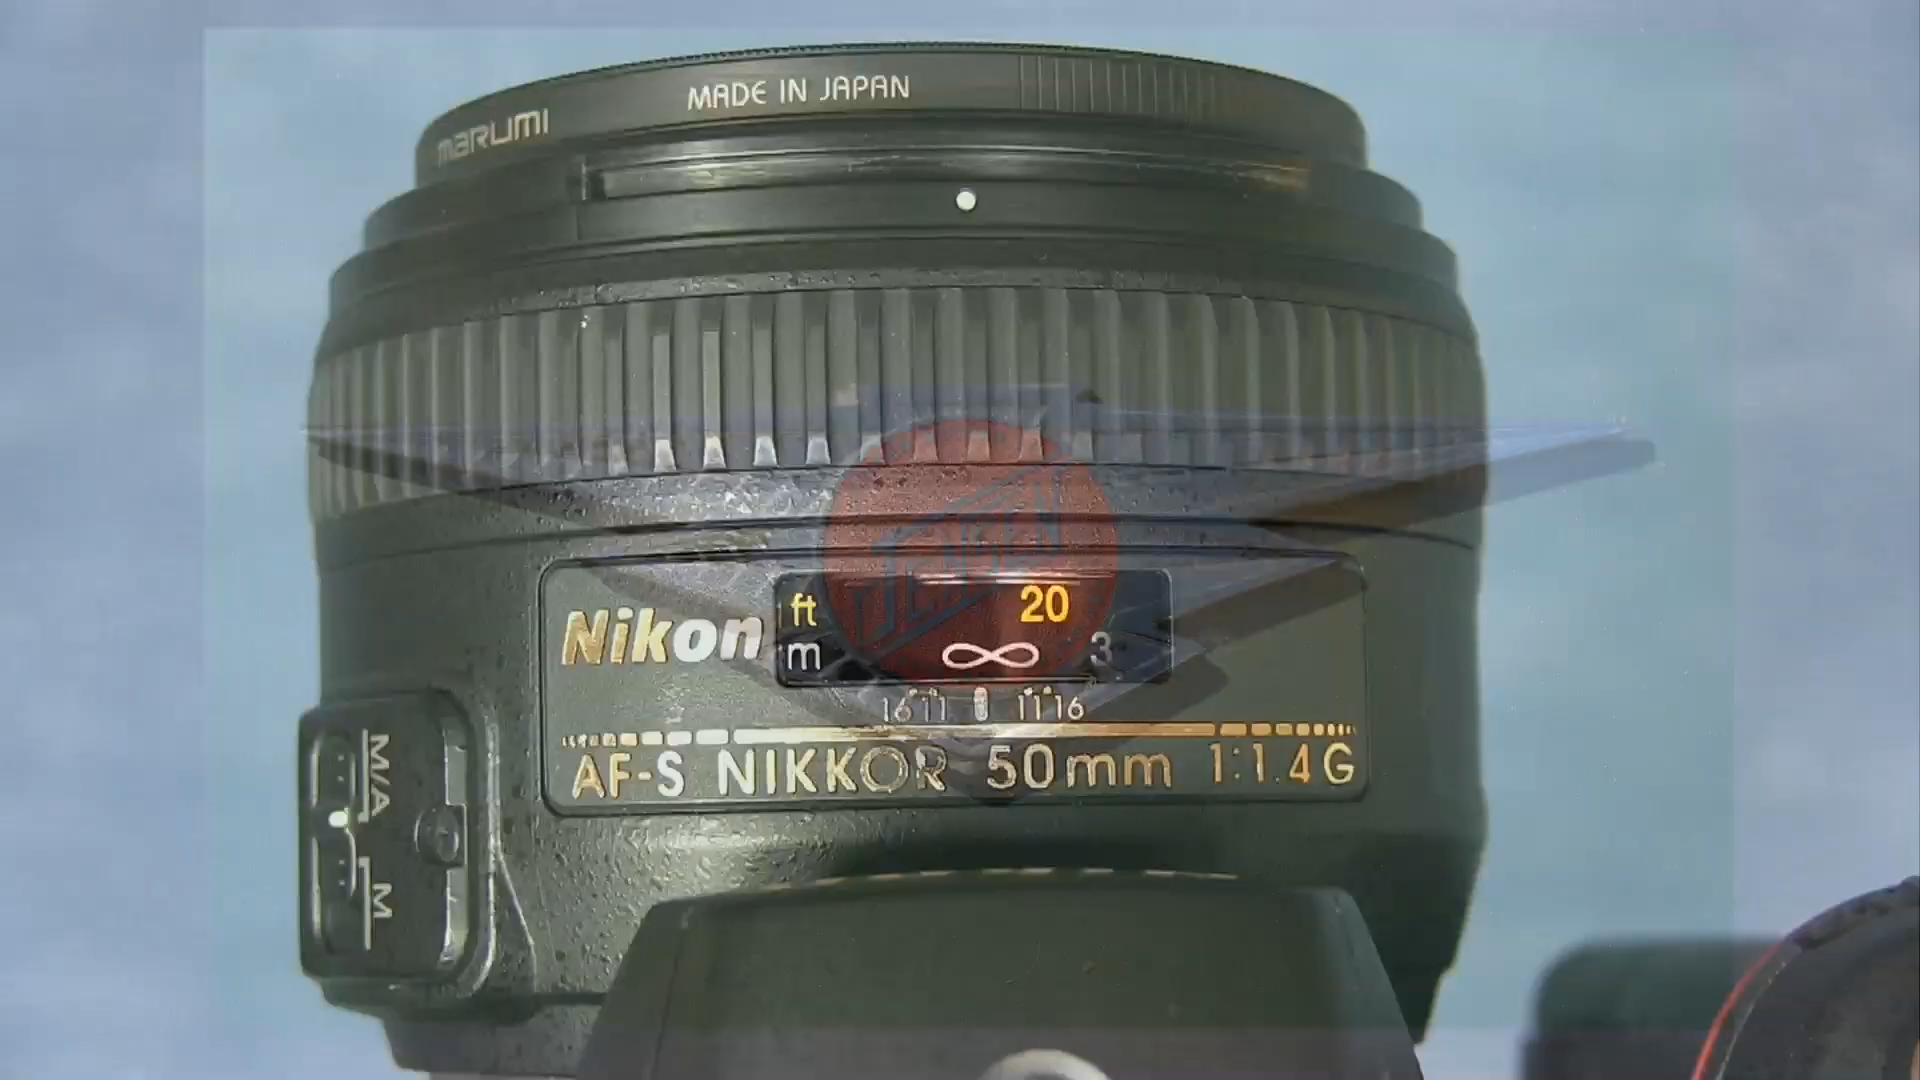 MADE IN JAPAN
marumi
Nikon
ft 20
m ∞ 3
16 11 11 16
AF-S NIKKOR 50mm 1:1.4G
M/A
M